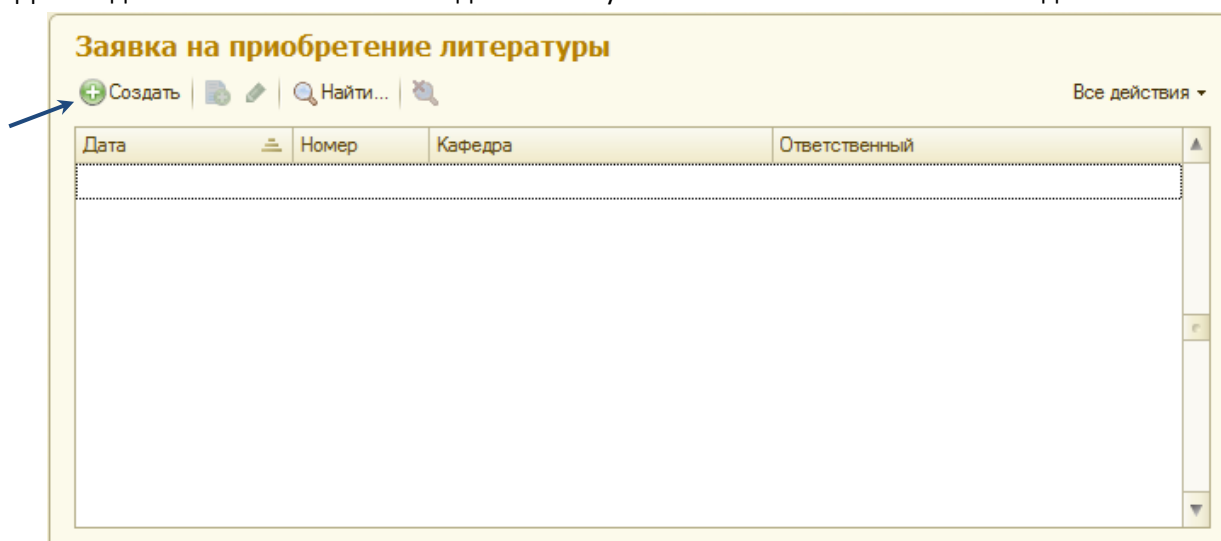 Заявка на приобретение литературы
Создать Найти... Все действия
Дата Номер Кафедра Ответственный